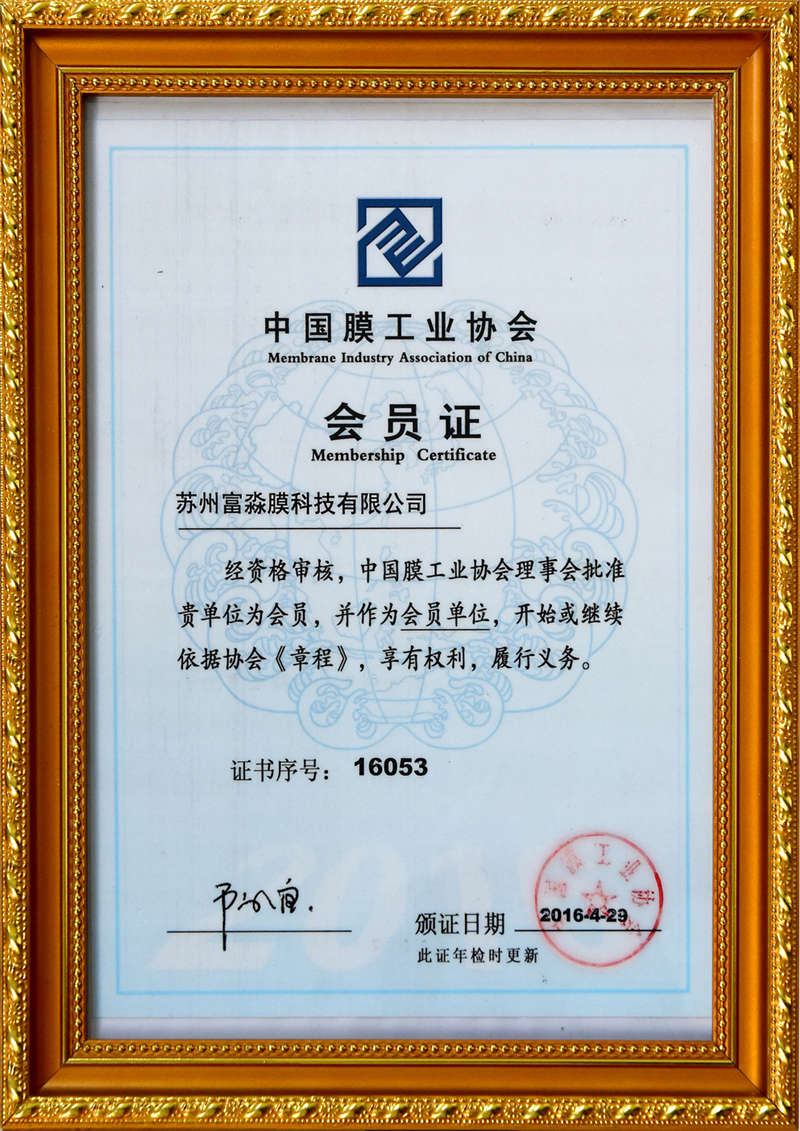 中国膜工业协会
Membrane Industry Association of China
会员证
Membership Certificate
苏州富淼膜科技有限公司
经资格审核，中国膜工业协会理事会批准
贵单位为会员，并作为会员单位，开始或继续
依据协会《章程》，享有权利，履行义务。
证书序号：16053
颁证日期 2016-4-29
此证年检时更新